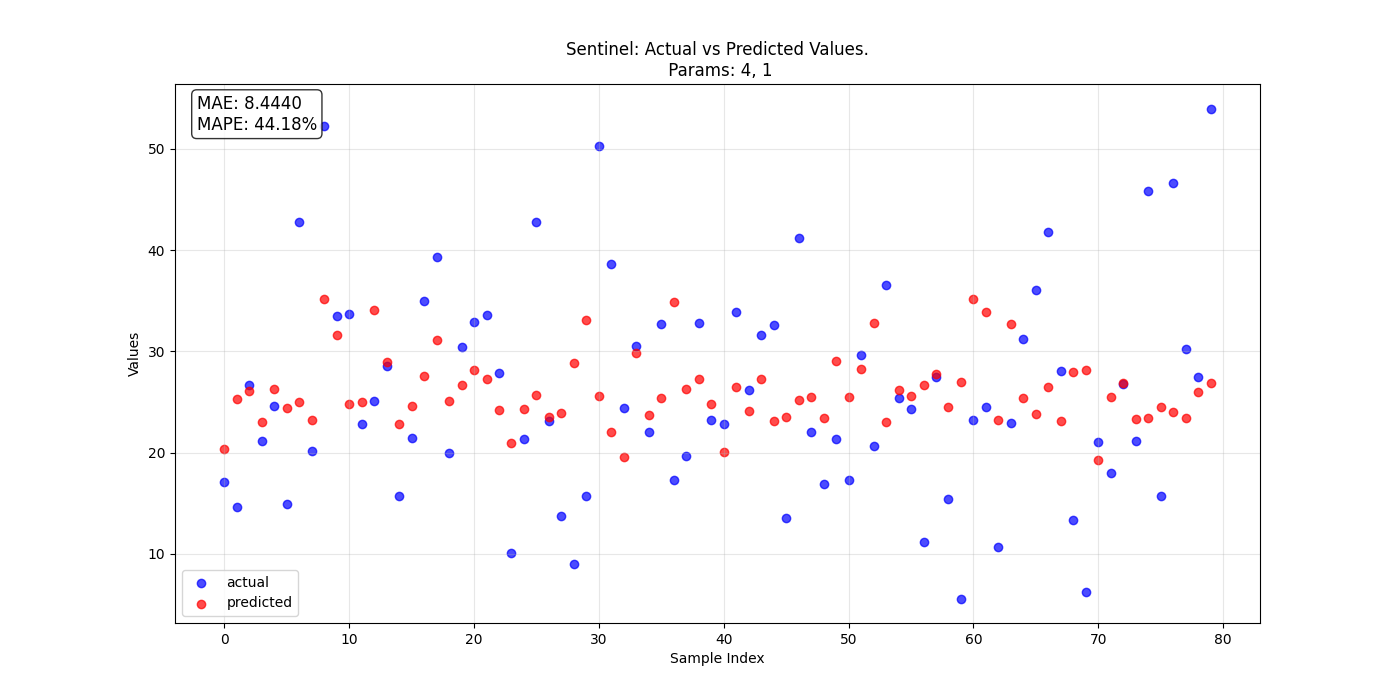 Sentinel: Actual vs Predicted Values.
Params: 4, 1
MAE: 8.4440
MAPE: 44.18%
50
40
30
20
10
Values
actual
predicted
0 10 20 30 40 50 60 70 80
Sample Index